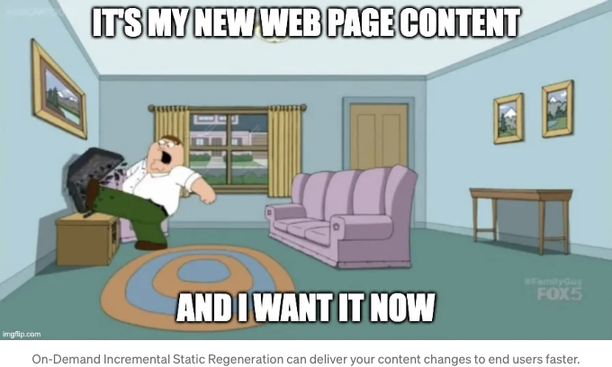 IT'S MY NEW WEB PAGE CONTENT
AND I WANT IT NOW
#FamilyGuy
FOX5
imgflip.com
On-Demand Incremental Static Regeneration can deliver your content changes to end users faster.